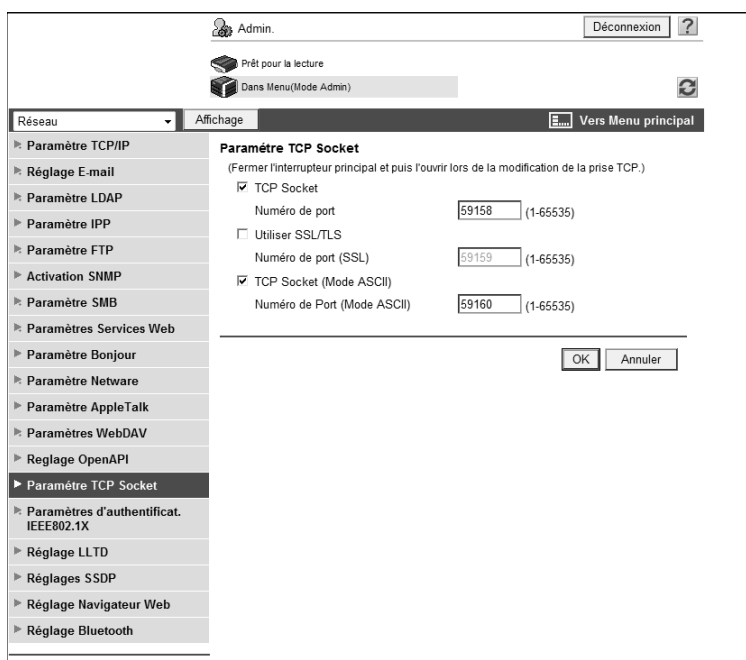 Admin.
Déconnexion
?
Prêt pour la lecture
Dans Menu(Mode Admin)
Réseau
Affichage
Vers Menu principal
Paramètre TCP/IP
Réglage E-mail
Paramètre LDAP
Paramètre IPP
Paramètre FTP
Activation SNMP
Paramètre SMB
Paramètres Services Web
Paramètre Bonjour
Paramètre Netware
Paramètre AppleTalk
Paramètres WebDAV
Reglage OpenAPI
Paramétre TCP Socket
Paramètres d'authentificat.
IEEE802.1X
Réglage LLTD
Réglages SSDP
Réglage Navigateur Web
Réglage Bluetooth
Paramétre TCP Socket
(Fermer l'interrupteur principal et puis l'ouvrir lors de la modification de la prise TCP.)
TCP Socket
Numéro de port 59158 (1-65535)
Utiliser SSL/TLS
Numéro de port (SSL) 59159 (1-65535)
TCP Socket (Mode ASCII)
Numéro de Port (Mode ASCII) 59160 (1-65535)
OK Annuler